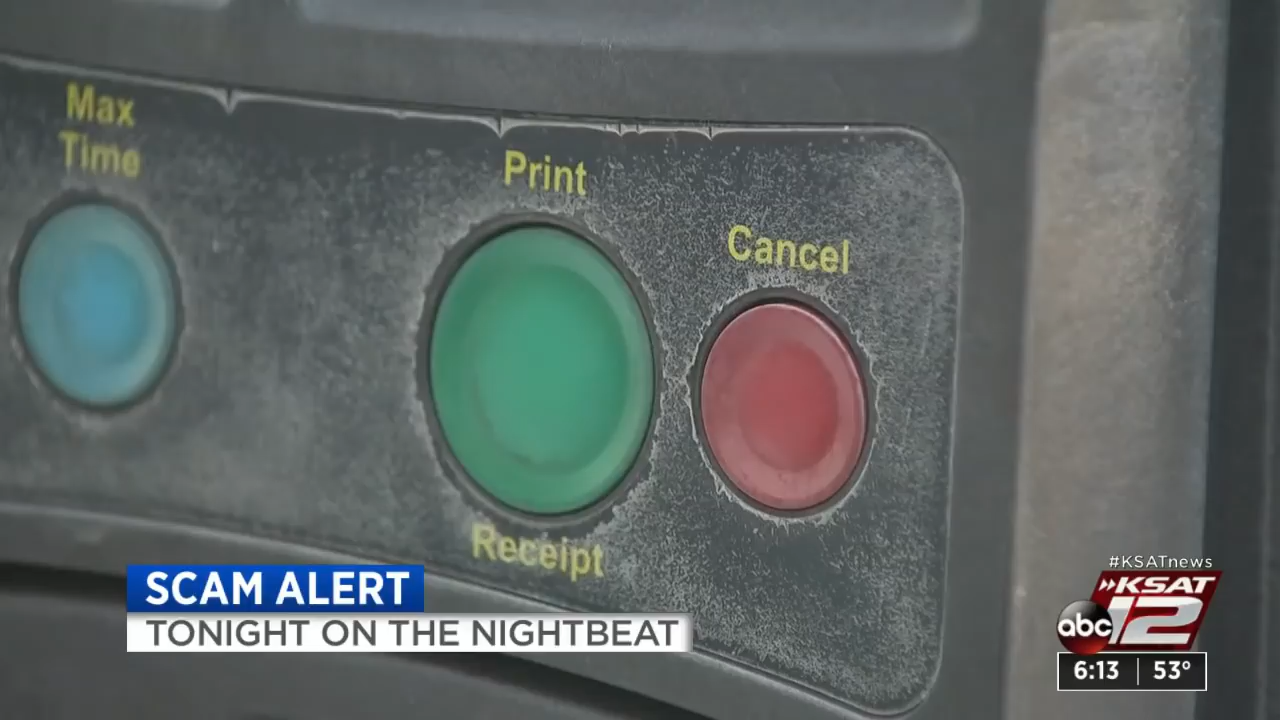 Max
Time
Print
Cancel
Receipt
SCAM ALERT
TONIGHT ON THE NIGHTBEAT
#KSATnews
»KSAT
abc 12
6:13 53°